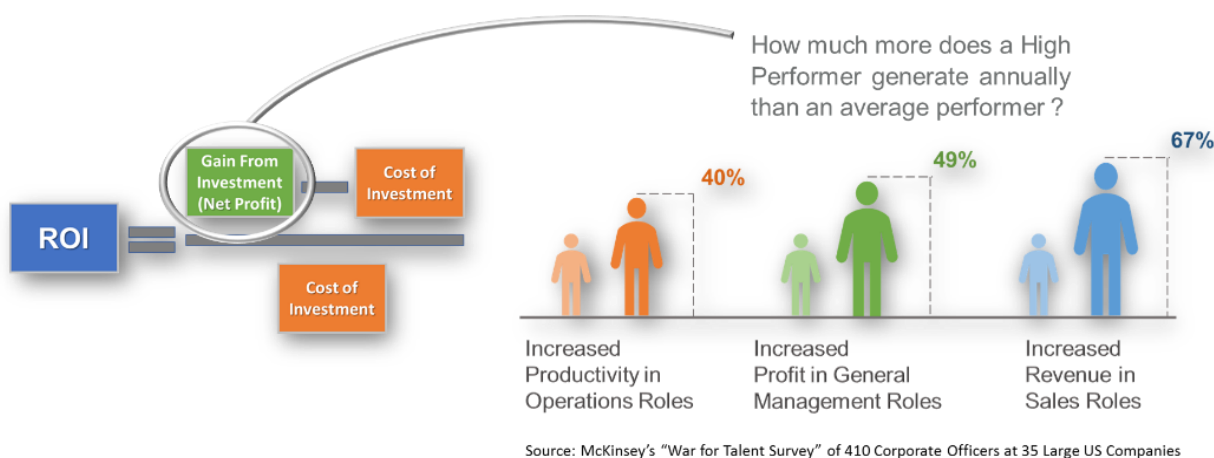 ROI
Gain From
Investment
(Net Profit)
Cost of
Investment
Cost of
Investment
How much more does a High
Performer generate annually
than an average performer ?
40%
49%
67%
Increased
Productivity in
Operations Roles
Increased
Profit in General
Management Roles
Increased
Revenue in
Sales Roles
Source: McKinsey's “War for Talent Survey” of 410 Corporate Officers at 35 Large US Companies